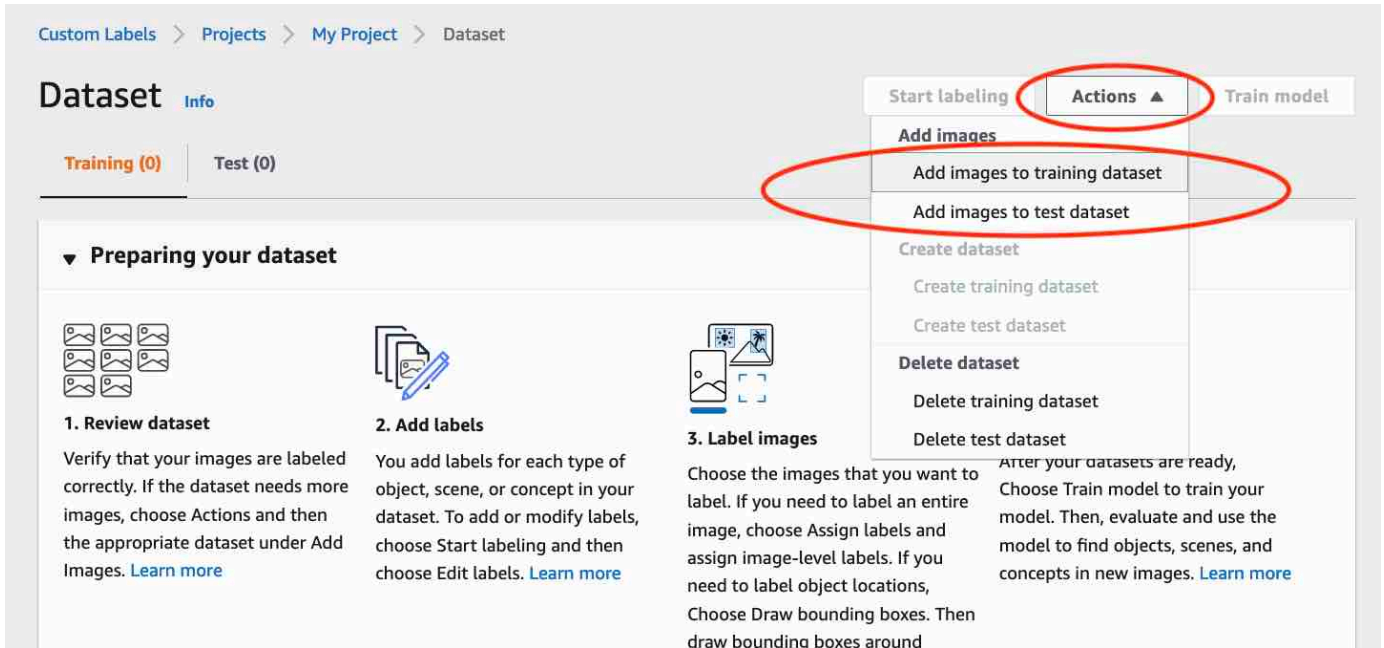 Custom Labels > Projects > My Project > Dataset
Dataset Info
Start labeling
Actions ▲
Train model
Training (0)
Test (0)
Add images
Add images to training dataset
Add images to test dataset
Create dataset
Create training dataset
Create test dataset
Delete dataset
Delete training dataset
Delete test dataset
▼ Preparing your dataset
1. Review dataset
Verify that your images are labeled
correctly. If the dataset needs more
images, choose Actions and then
the appropriate dataset under Add
Images. Learn more
2. Add labels
You add labels for each type of
object, scene, or concept in your
dataset. To add or modify labels,
choose Start labeling and then
choose Edit labels. Learn more
3. Label images
Choose the images that you want to
label. If you need to label an entire
image, choose Assign labels and
assign image-level labels. If you
need to label object locations,
Choose Draw bounding boxes. Then
draw bounding boxes around
After your datasets are ready,
Choose Train model to train your
model. Then, evaluate and use the
model to find objects, scenes, and
concepts in new images. Learn more